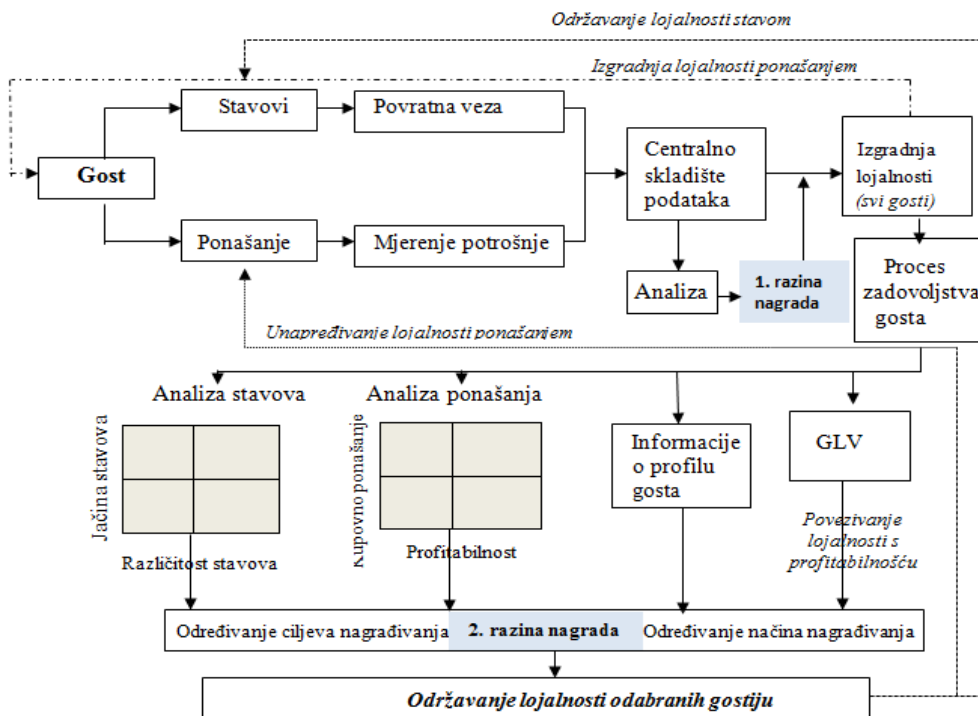 Održavanje lojalnosti stavom
Izgradnja lojalnosti ponašanjem
Stavovi
Povratna veza
Gost
Centralno
skladište
podataka
Izgradnja
lojalnosti
(svi gosti)
Ponašanje
Mjerenje potrošnje
Analiza
1. razina
nagrada
Proces
zadovoljstva
gosta
Unapređivanje lojalnosti ponašanjem
Analiza stavova
Analiza ponašanja
Jačina stavova
Kupovno ponašanje
Informacije
o profilu
gosta
GLV
Različitost stavova
Profitabilnost
Povezivanje
lojalnosti s
profitabilnošću
Određivanje ciljeva nagrađivanja
2. razina nagrada
Određivanje načina nagrađivanja
Održavanje lojalnosti odabranih gostiju